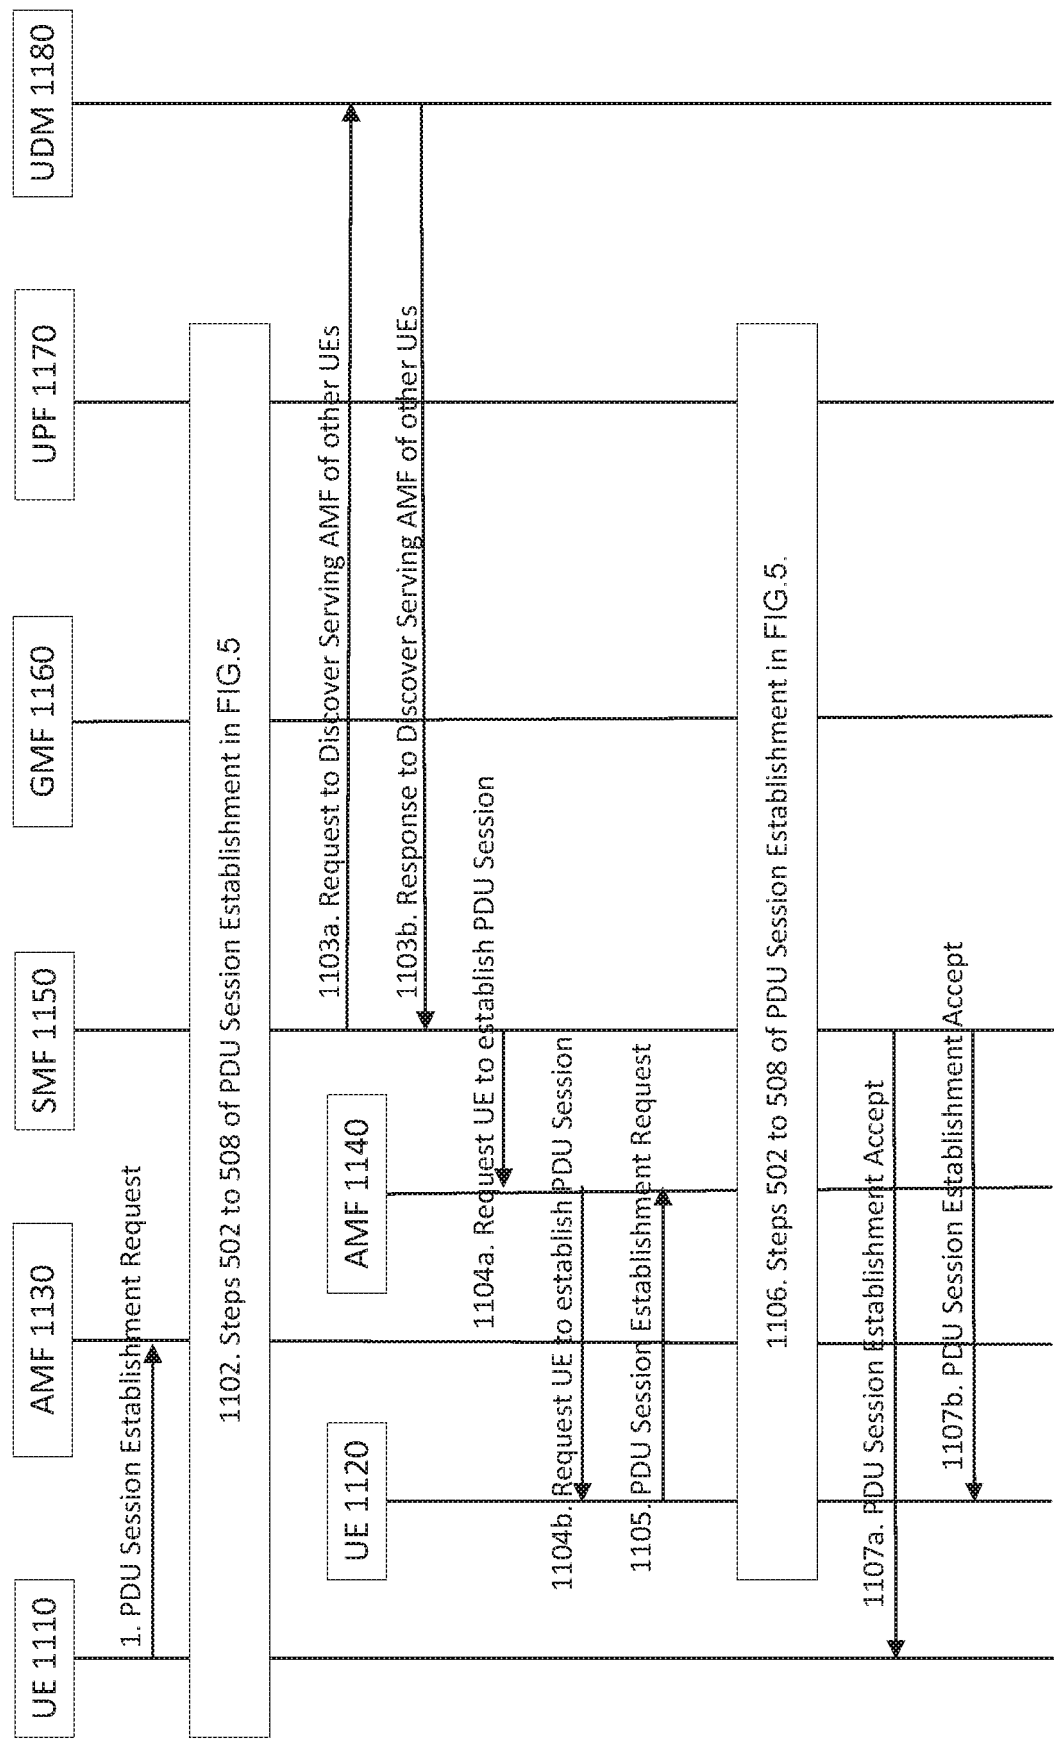 UE 1110
AMF 1130
SMF 1150
GMF 1160
UPF 1170
UDM 1180
1. PDU Session Establishment Request
1102. Steps 502 to 508 of PDU Session Establishment in FIG.5
UE 1120
AMF 1140
1103a. Request to Discover Serving AMF of other UEs
1103b. Response to Discover Serving AMF of other UEs
1104a. Request UE to establish PDU Session
1104b. Request UE to establish PDU Session
1105. PDU Session Establishment Request
1106. Steps 502 to 508 of PDU Session Establishment in FIG.5.
1107a. PDU Session Establishment Accept
1107b. PDU Session Establishment Accept